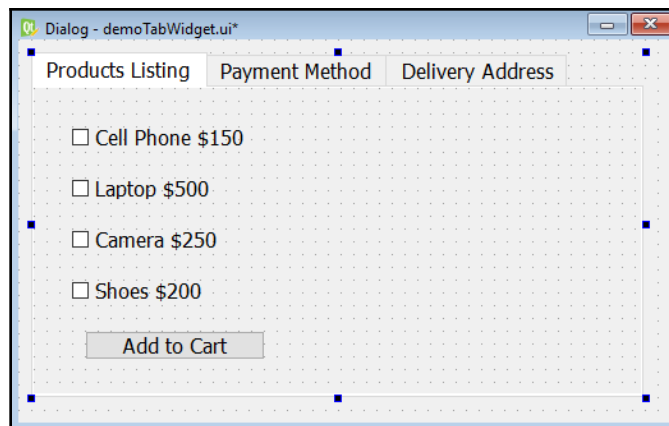 Dialog - demoTabWidget.ui*
Products Listing Payment Method Delivery Address
Cell Phone $150
Laptop $500
Camera $250
Shoes $200
Add to Cart